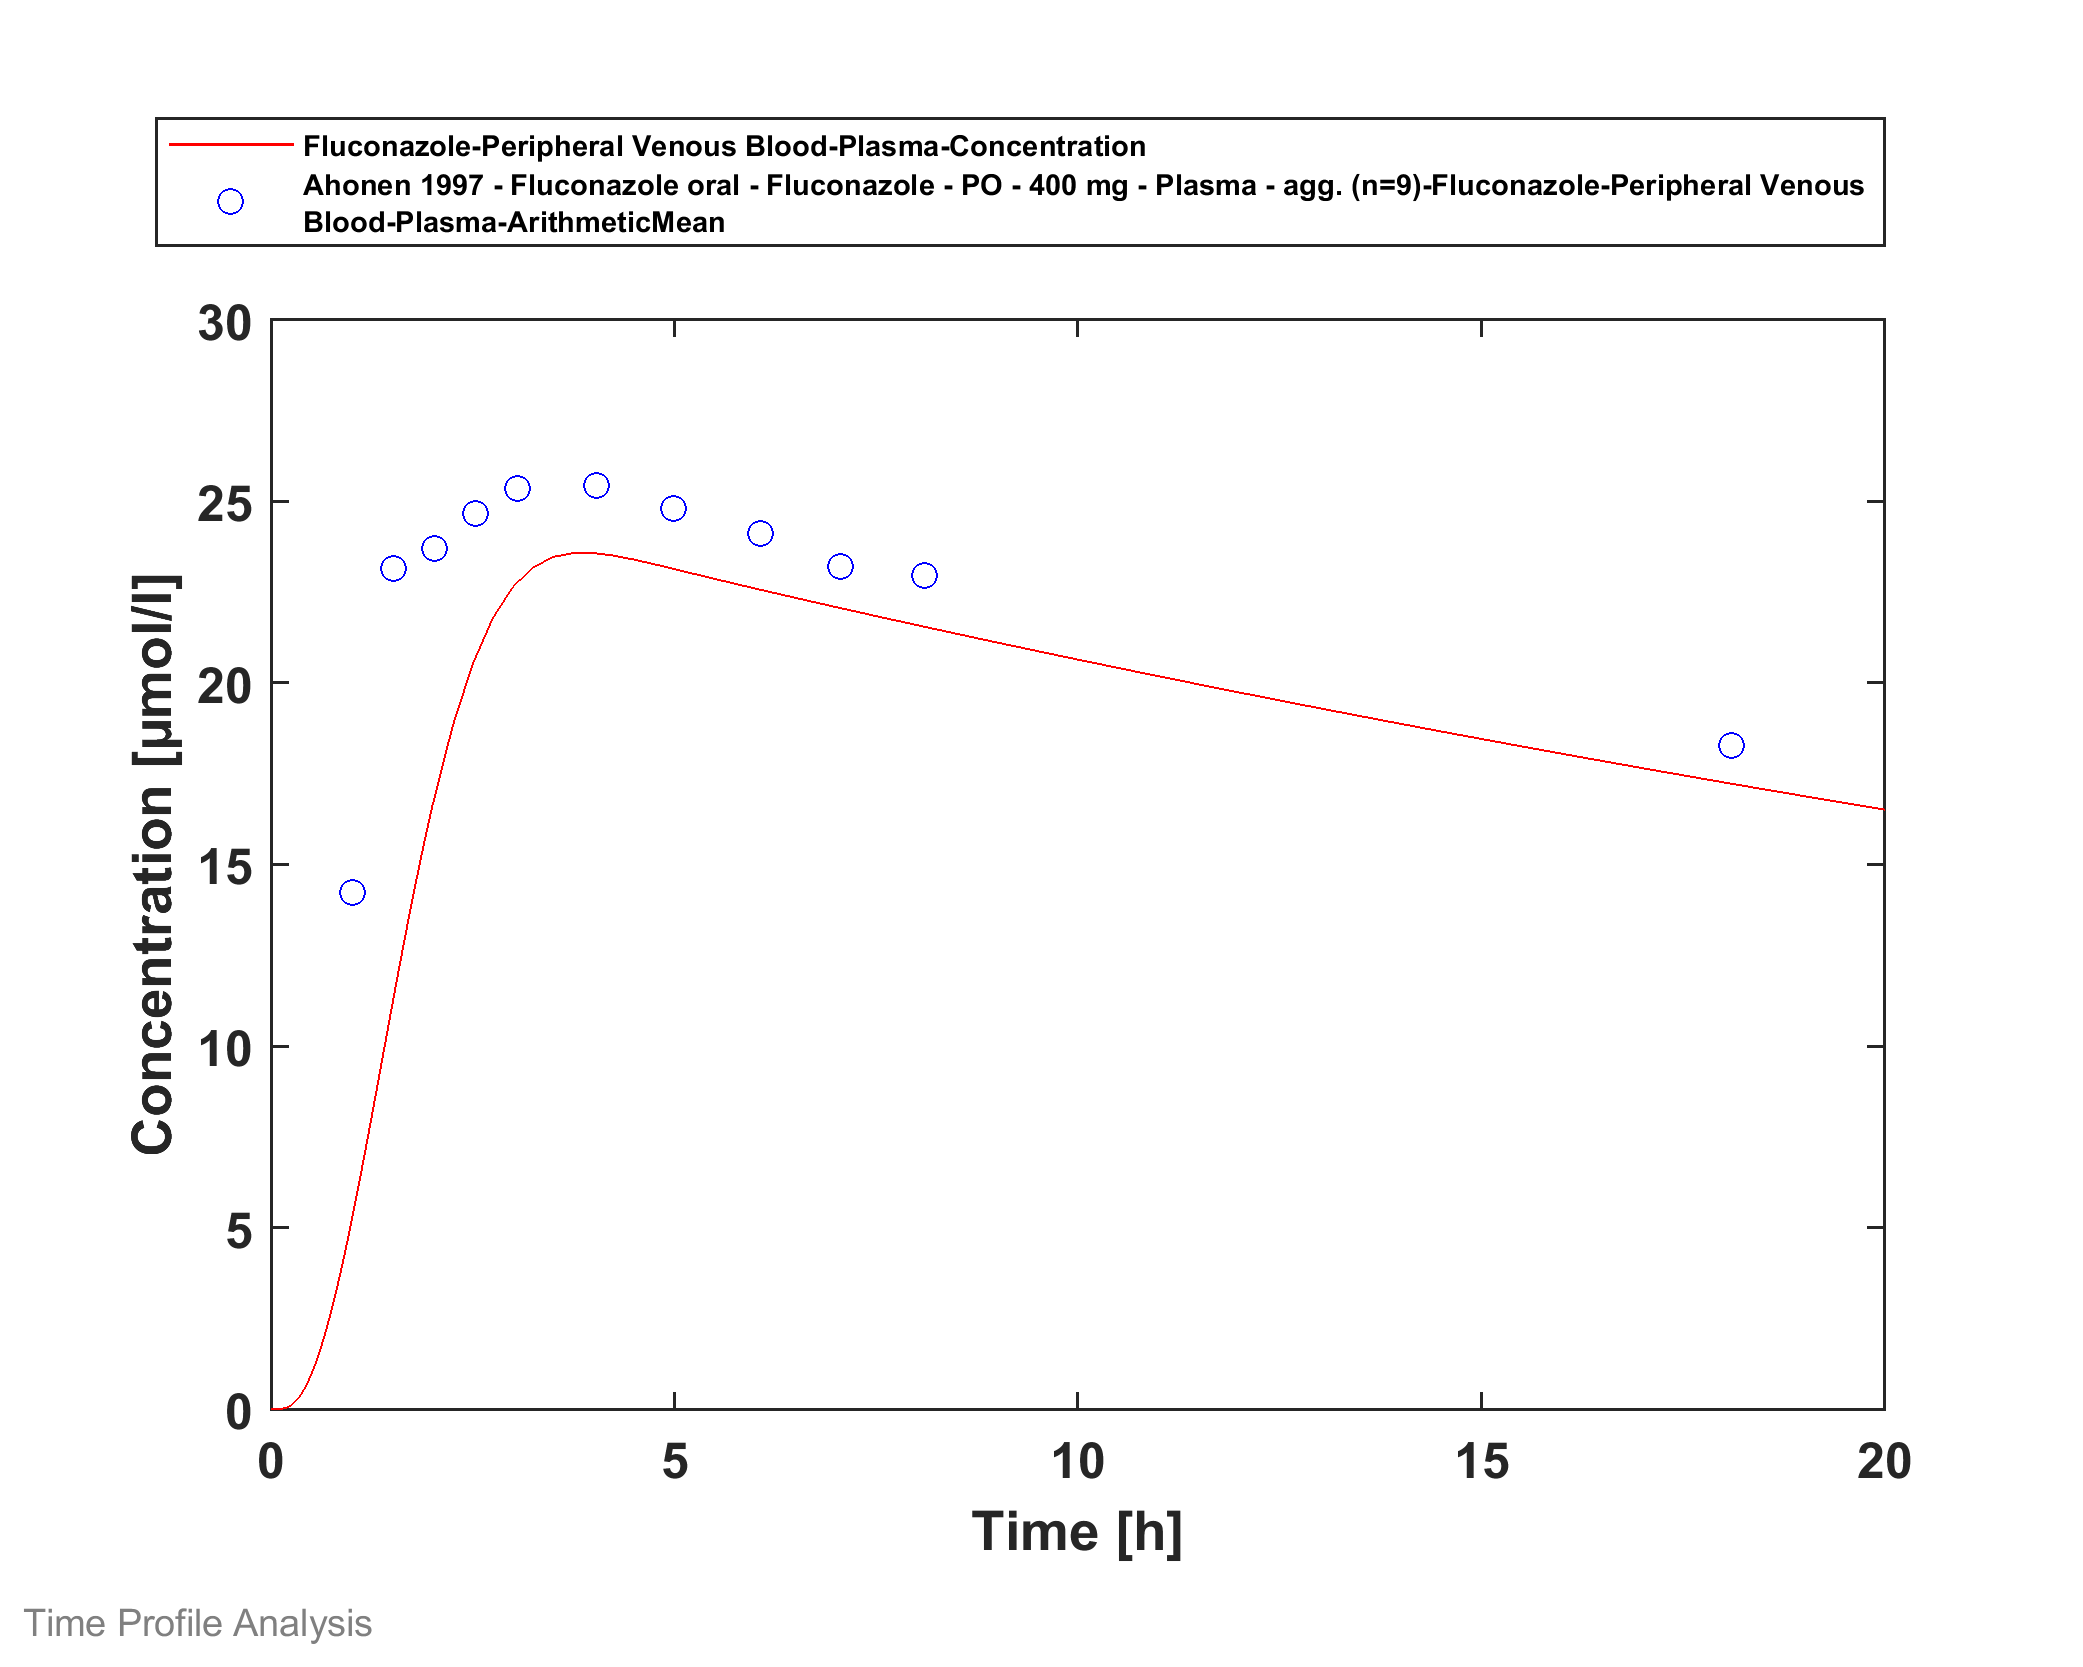 Fluconazole-Peripheral Venous Blood-Plasma-Concentration
Ahonen 1997 - Fluconazole oral - Fluconazole - PO - 400 mg - Plasma - agg. (n=9)-Fluconazole-Peripheral Venous
Blood-Plasma-ArithmeticMean
30
25
20
15
10
5
0
Concentration [µmol/l]
0 5 10 15 20
Time [h]
Time Profile Analysis